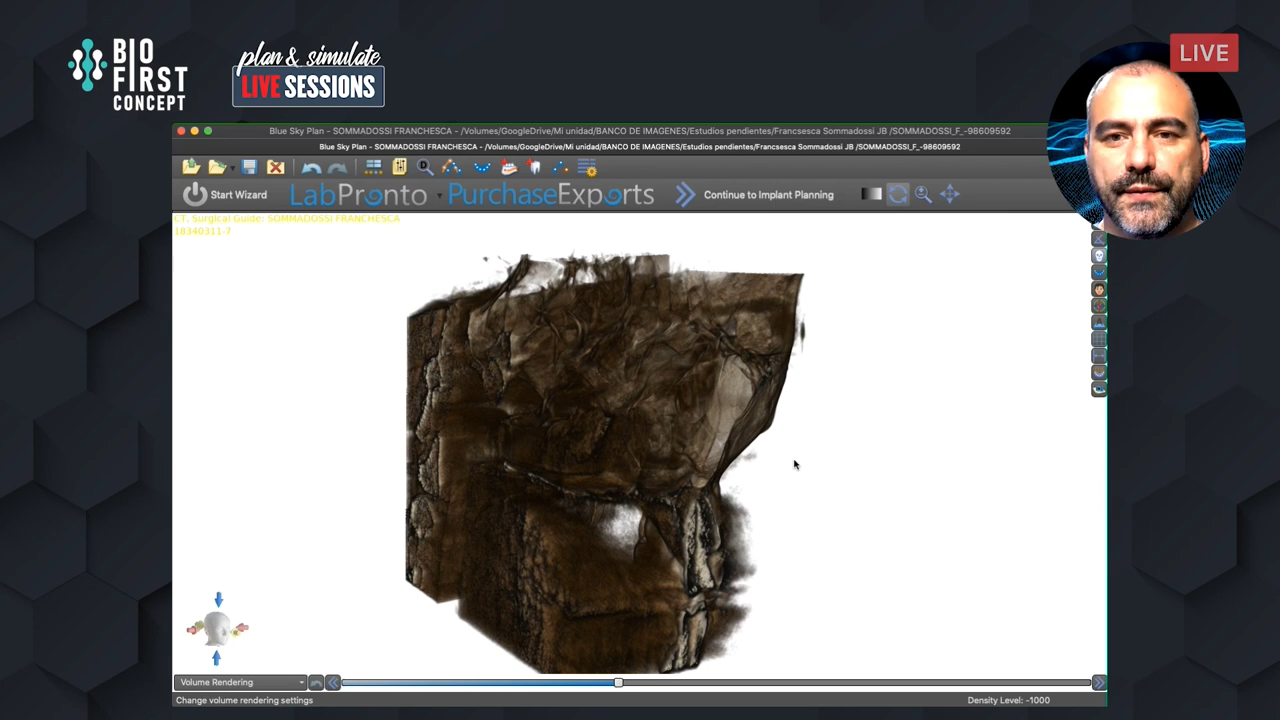 BIO
FIRST
CONCEPT
plan & simulate
LIVE SESSIONS
LIVE
Blue Sky Plan - SOMMADOSSI FRANCHESCA - /Volumes/GoogleDrive/Mi unidad/BANCO DE IMAGENES/Estudios pendientes/Francsesca Sommadossi JB /SOMMADOSSI_F_-98609592
Blue Sky Plan - SOMMADOSSI FRANCHESCA - /Volumes/GoogleDrive/Mi unidad/BANCO DE IMAGENES/Estudios pendientes/Francsesca Sommadossi JB /SOMMADOSSI_F_-98609592
Start Wizard LabPronto PurchaseExports Continue to Implant Planning
CT, Surgical Guide: SOMMADOSSI FRANCHESCA
18340311-7
Volume Rendering
Change volume rendering settings Density Level: -1000